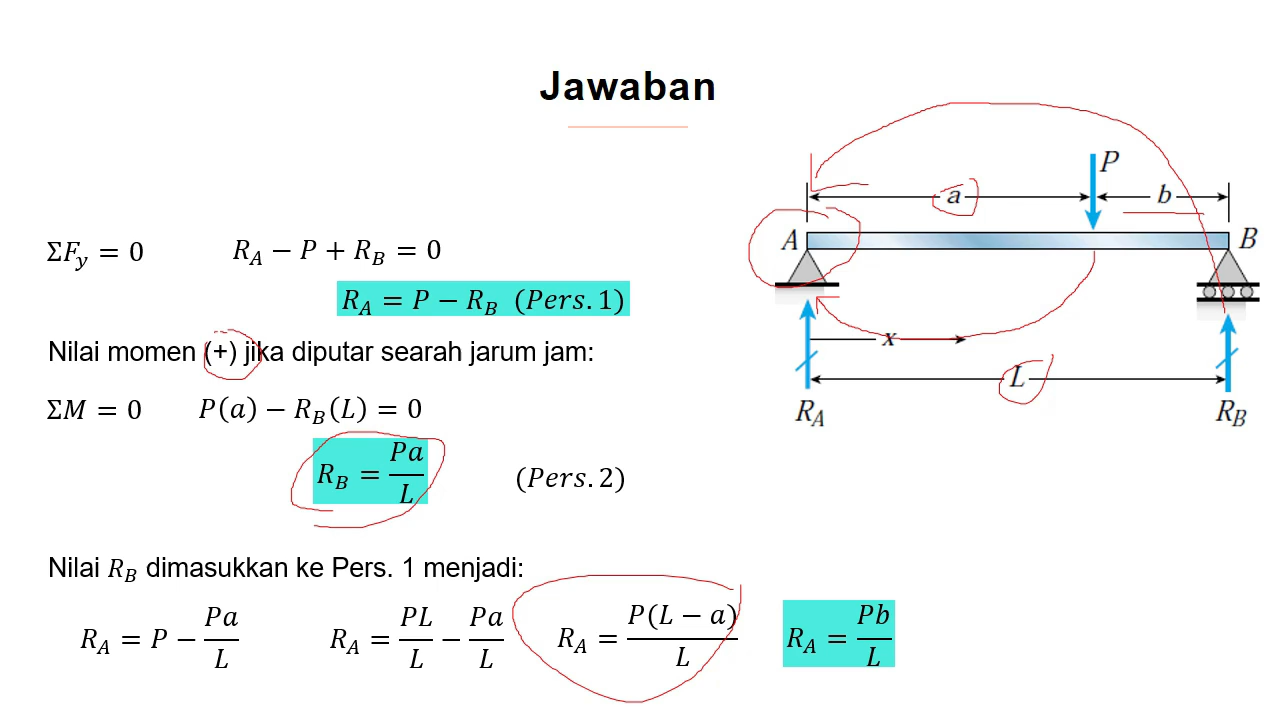 Jawaban
P
a
b
A
B
ΣF_y = 0 R_A − P + R_B = 0
R_A = P − R_B (Pers. 1)
x
Nilai momen (+) jika diputar searah jarum jam:
L
ΣM = 0 P(a) − R_B(L) = 0
R_A
R_B
R_B = Pa/L (Pers. 2)
Nilai R_B dimasukkan ke Pers. 1 menjadi:
R_A = P − Pa/L R_A = PL/L − Pa/L R_A = P(L − a)/L R_A = Pb/L